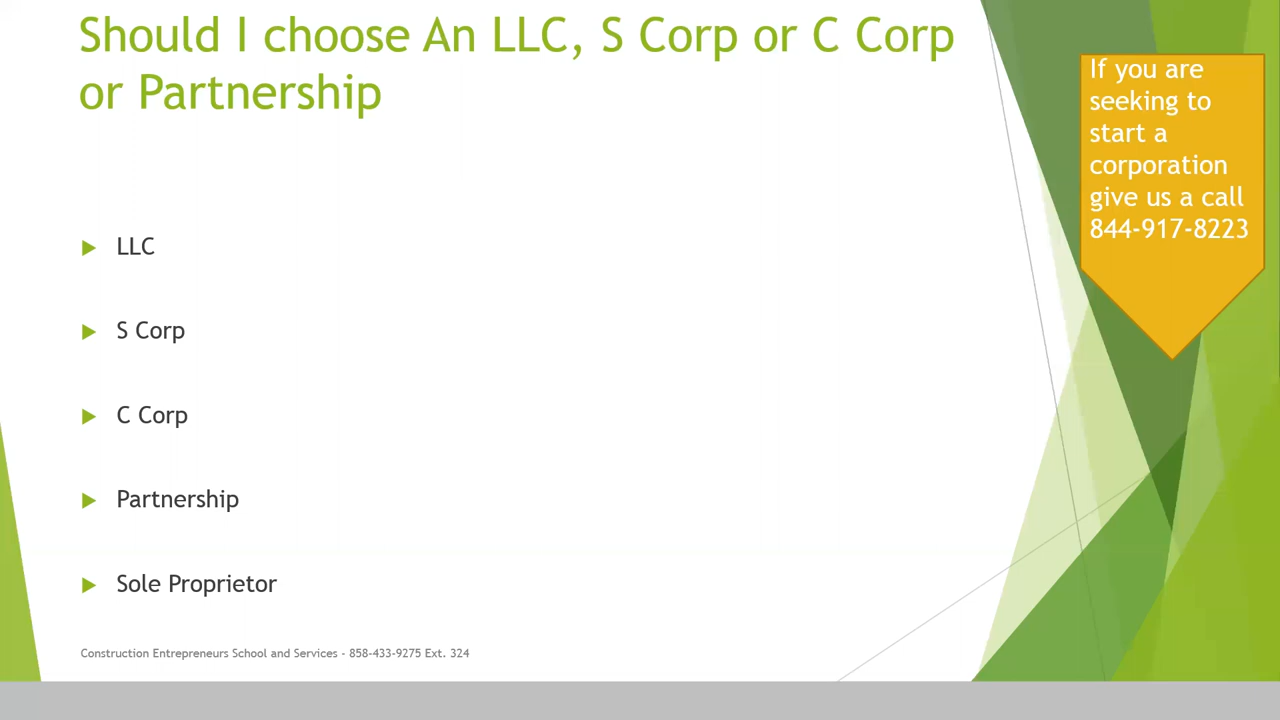 Should I choose An LLC, S Corp or C Corp
or Partnership
If you are
seeking to
start a
corporation
give us a call
844-917-8223
LLC
S Corp
C Corp
Partnership
Sole Proprietor
Construction Entrepreneurs School and Services - 858-433-9275 Ext. 324